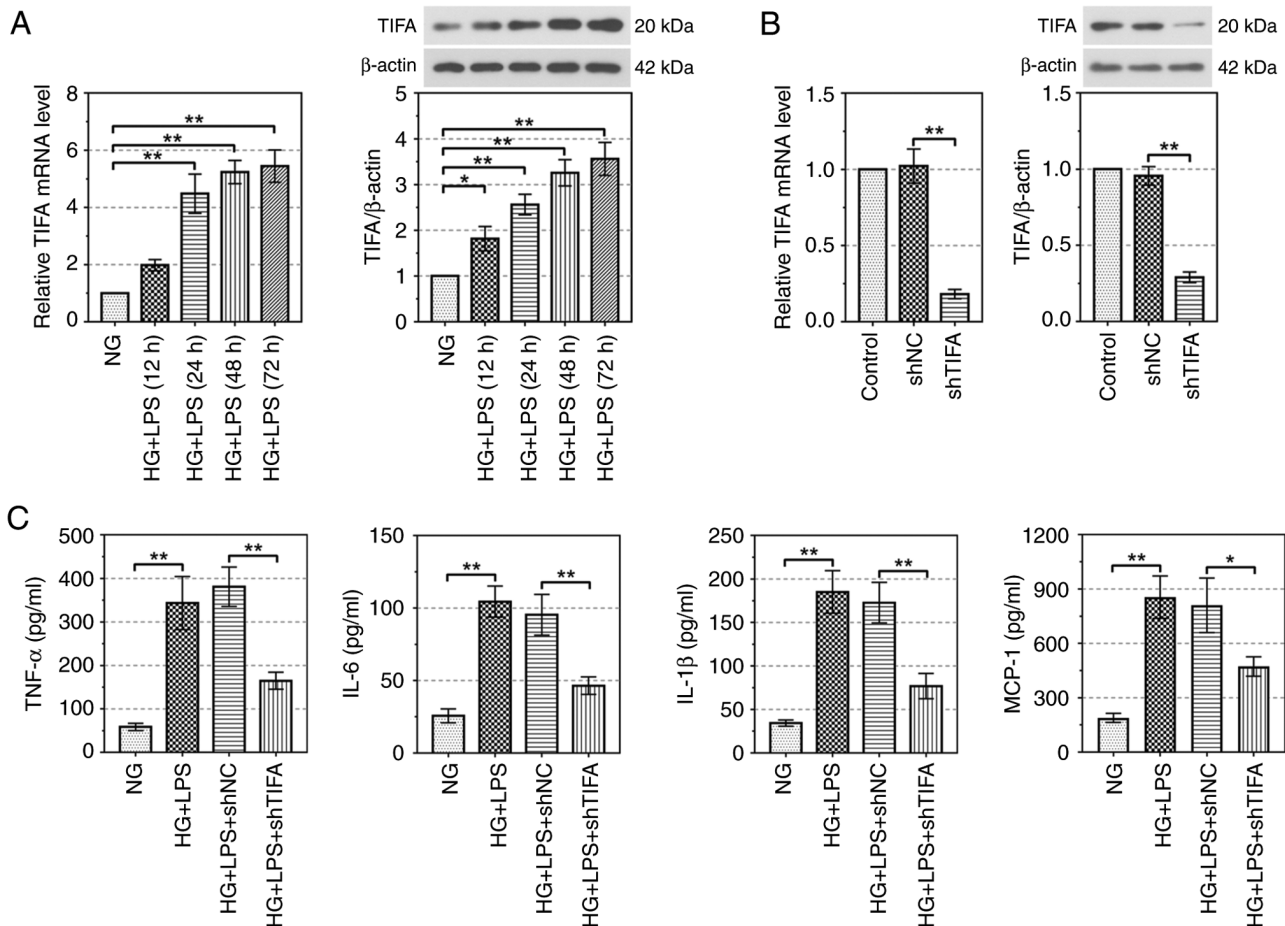 A
TIFA 20 kDa
β-actin 42 kDa
Relative TIFA mRNA level
8
6
4
2
0
**
**
**
NG
HG+LPS (12 h)
HG+LPS (24 h)
HG+LPS (48 h)
HG+LPS (72 h)
TIFA/β-actin
5
4
3
2
1
0
**
**
**
*
NG
HG+LPS (12 h)
HG+LPS (24 h)
HG+LPS (48 h)
HG+LPS (72 h)
B
TIFA 20 kDa
β-actin 42 kDa
Relative TIFA mRNA level
1.5
1.0
0.5
0.0
**
Control
shNC
shTIFA
TIFA/β-actin
1.5
1.0
0.5
0.0
**
Control
shNC
shTIFA
C
TNF-α (pg/ml)
500
400
300
200
100
0
**
**
NG
HG+LPS
HG+LPS+shNC
HG+LPS+shTIFA
IL-6 (pg/ml)
150
100
50
0
**
**
NG
HG+LPS
HG+LPS+shNC
HG+LPS+shTIFA
IL-1β (pg/ml)
250
200
150
100
50
0
**
**
NG
HG+LPS
HG+LPS+shNC
HG+LPS+shTIFA
MCP-1 (pg/ml)
1200
900
600
300
0
**
*
NG
HG+LPS
HG+LPS+shNC
HG+LPS+shTIFA